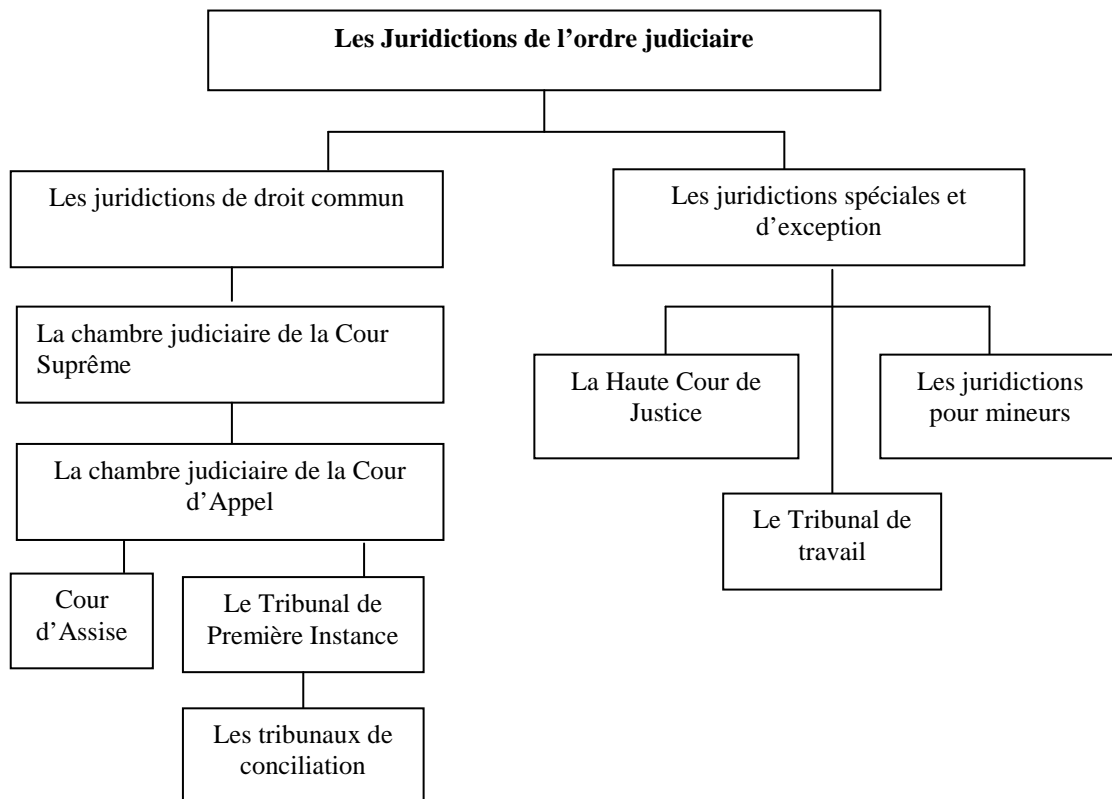 Les Juridictions de l’ordre judiciaire
Les juridictions de droit commun
Les juridictions spéciales et
d’exception
La chambre judiciaire de la Cour
Suprême
La Haute Cour de
Justice
Les juridictions
pour mineurs
La chambre judiciaire de la Cour
d’Appel
Le Tribunal de
travail
Cour
d’Assise
Le Tribunal de
Première Instance
Les tribunaux de
conciliation